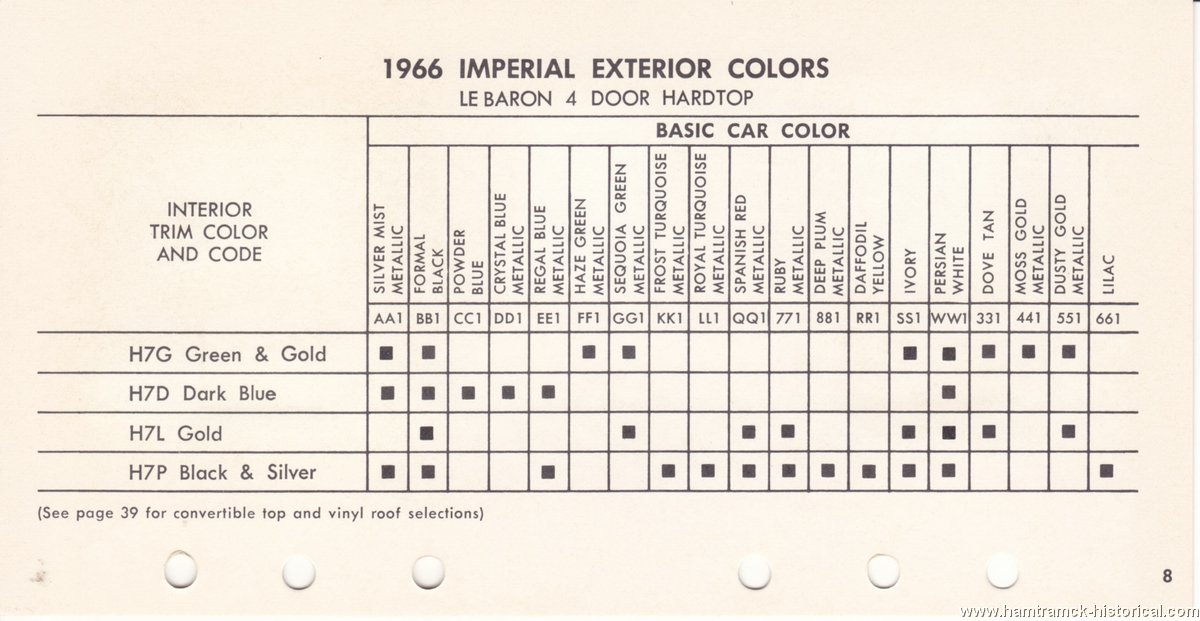 1966 IMPERIAL EXTERIOR COLORS
LE BARON 4 DOOR HARDTOP
BASIC CAR COLOR
INTERIOR
TRIM COLOR
AND CODE
SILVER MIST
METALLIC
FORMAL
BLACK
POWDER
BLUE
CRYSTAL BLUE
METALLIC
REGAL BLUE
METALLIC
HAZE GREEN
METALLIC
SEQUOIA GREEN
METALLIC
FROST TURQUOISE
METALLIC
ROYAL TURQUOISE
METALLIC
SPANISH RED
METALLIC
RUBY
METALLIC
DEEP PLUM
METALLIC
DAFFODIL
YELLOW
IVORY
PERSIAN
WHITE
DOVE TAN
MOSS GOLD
METALLIC
DUSTY GOLD
METALLIC
LILAC
AA1 BB1 CC1 DD1 EE1 FF1 GG1 KK1 LL1 QQ1 771 881 RR1 SS1 WW1 331 441 551 661
H7G Green & Gold
H7D Dark Blue
H7L Gold
H7P Black & Silver
(See page 39 for convertible top and vinyl roof selections)
8
www.hamtramck-historical.com